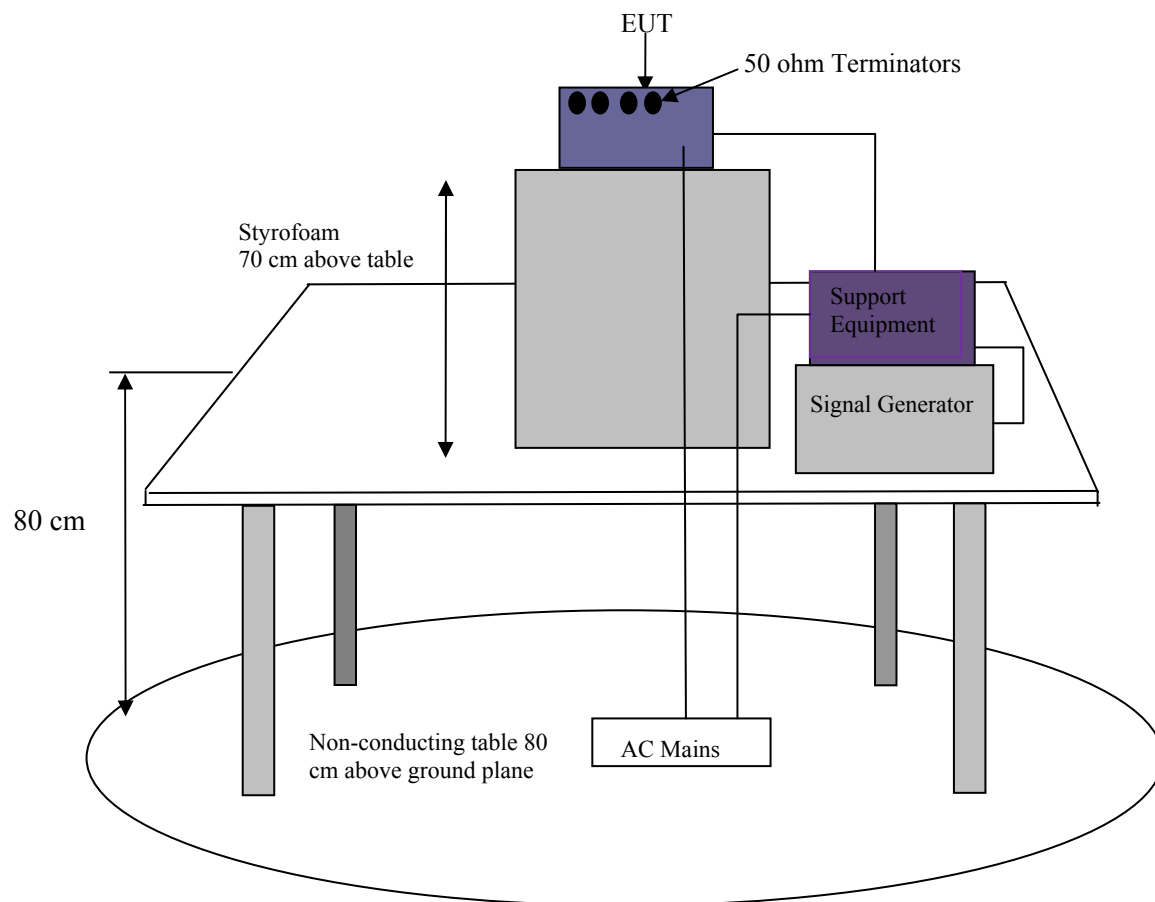 EUT
50 ohm Terminators
Styrofoam
70 cm above table
Support
Equipment
Signal Generator
80 cm
Non-conducting table 80
cm above ground plane
AC Mains